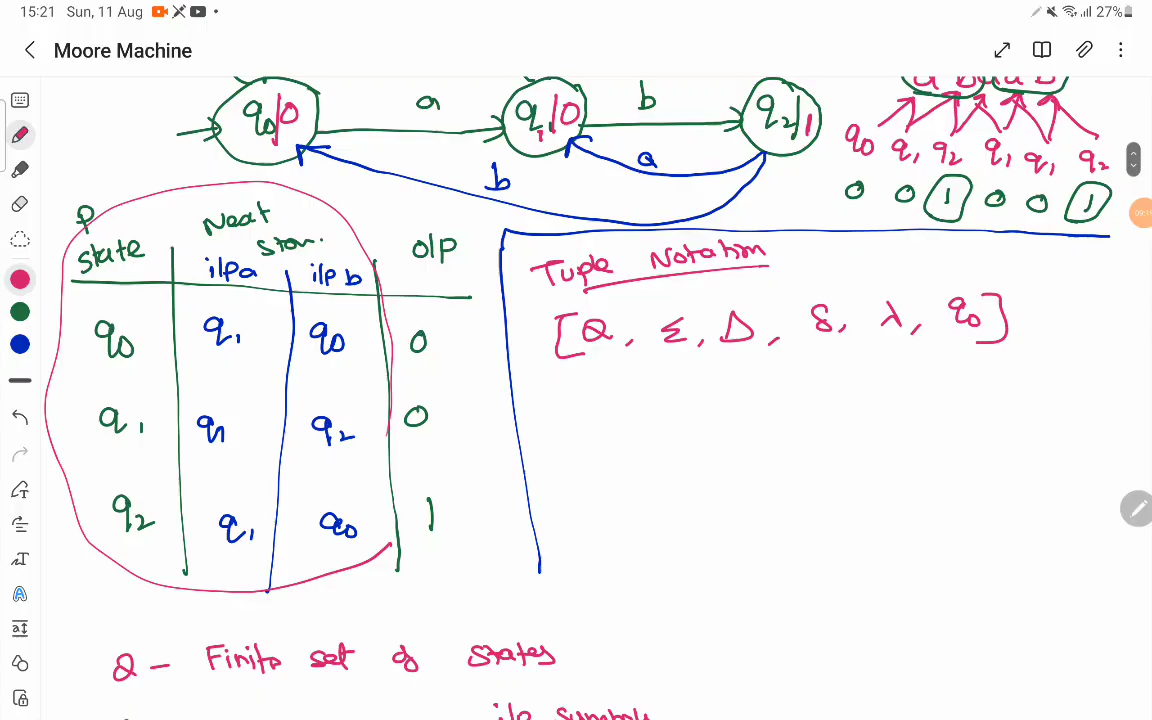 15:21 Sun, 11 Aug 27%
Moore Machine
q0/0 a q1/0 b q2/1
a
b
q0 q1 q2 q1 q1 q2
0 0 1 0 0 1
P State
Next
i/p a i/p b O/P
q0 q1 q0 0
q1 q1 q2 0
q2 q1 q0 1
Tuple Notation
[Q, Σ, Δ, δ, λ, q0]
Q - Finite set of states
i/p symbols